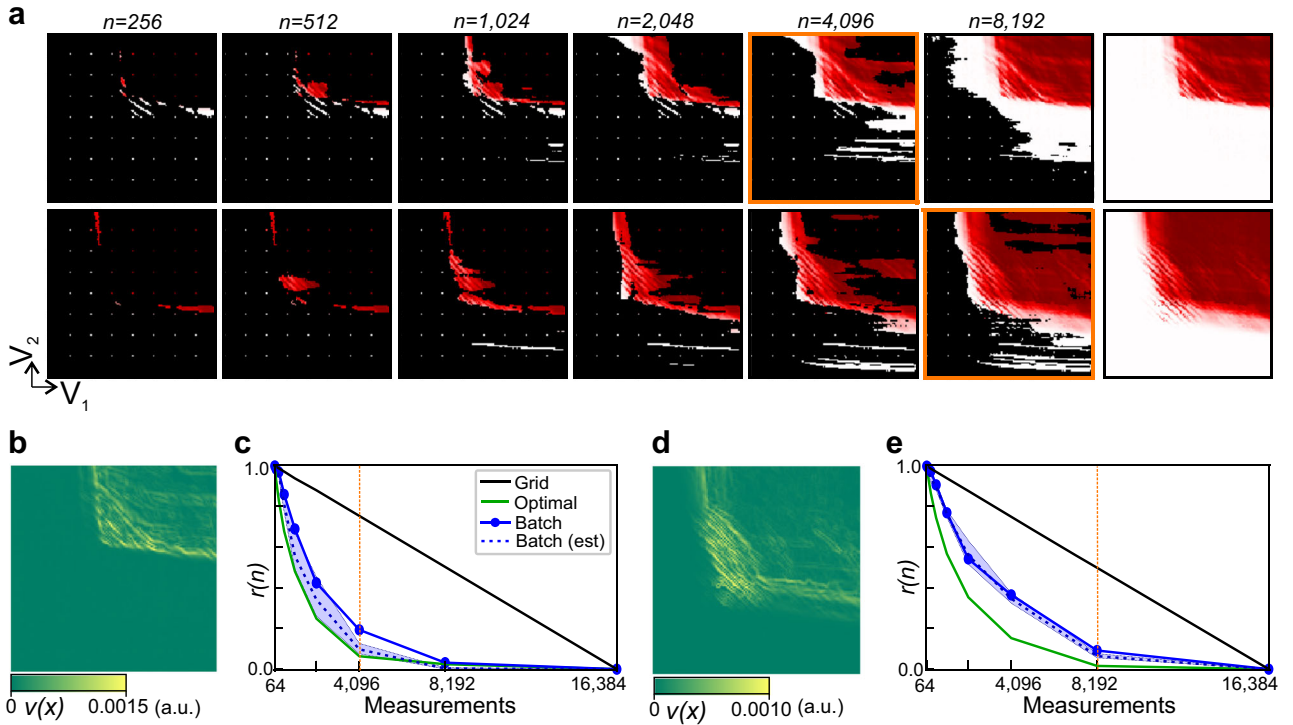 a
n=256 n=512 n=1,024 n=2,048 n=4,096 n=8,192
V2
V1
b
0 v(x) 0.0015 (a.u.)
c
1.0
r(n)
0.0
64 4,096 8,192 16,384
Measurements
Grid
Optimal
Batch
Batch (est)
d
0 v(x) 0.0010 (a.u.)
e
1.0
r(n)
0.0
64 4,096 8,192 16,384
Measurements